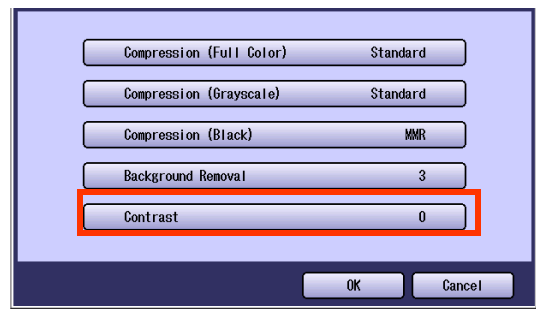 Compression (Full Color) Standard
Compression (Grayscale) Standard
Compression (Black) MMR
Background Removal 3
Contrast 0
OK Cancel